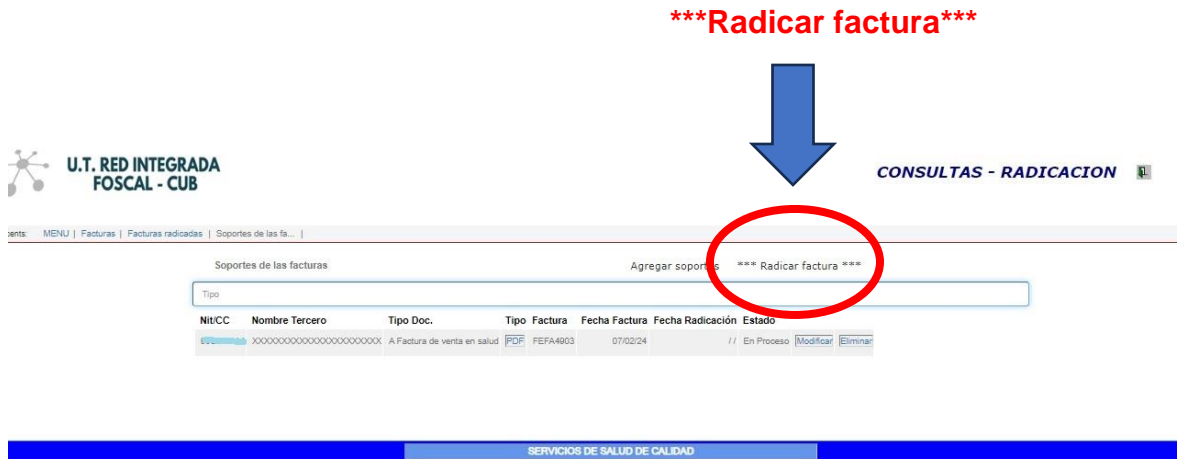 ***Radicar factura***
U.T. RED INTEGRADA
FOSCAL - CUB
CONSULTAS - RADICACION
cents: MENU | Facturas | Facturas radicadas | Soportes de las fa... |
Soportes de las facturas
Agregar soportes *** Radicar factura ***
Tipo
Nit/CC Nombre Tercero Tipo Doc. Tipo Factura Fecha Factura Fecha Radicación Estado
XXXXXXXXXXXXXXXXXXXXXXX A Factura de venta en salud PDF FEFA4903 07/02/24 / / En Proceso Modificar Eliminar
SERVICIOS DE SALUD DE CALIDAD